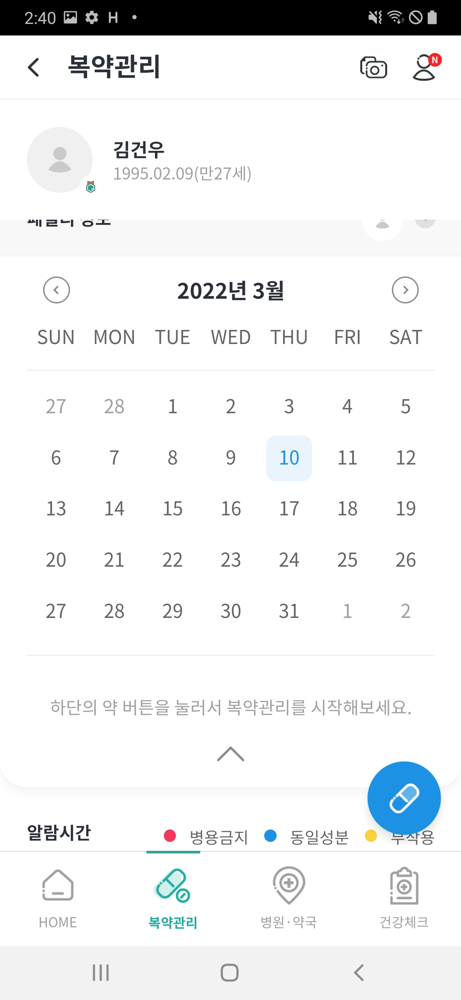 2:40 H
복약관리
N
김건우
1995.02.09(만27세)
2022년 3월
SUN MON TUE WED THU FRI SAT
27 28 1 2 3 4 5
6 7 8 9 10 11 12
13 14 15 16 17 18 19
20 21 22 23 24 25 26
27 28 29 30 31 1 2
하단의 약 버튼을 눌러서 복약관리를 시작해보세요.
알람시간 병용금지 동일성분 부작용
HOME 복약관리 병원·약국 건강체크